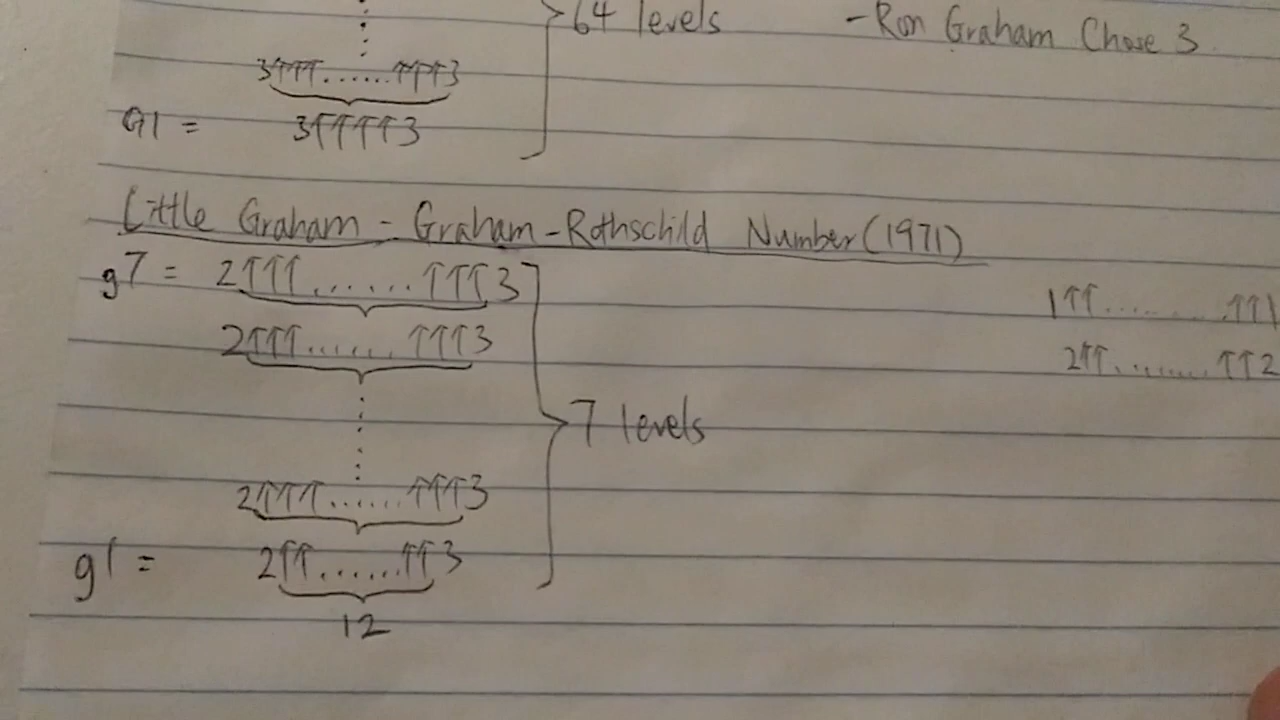 64 levels -Ron Graham Chose 3
3↑↑↑......↑↑↑3
G1 = 3↑↑↑↑↑3
Little Graham - Graham-Rothschild Number (1971)
g7 = 2↑↑↑......↑↑↑3
1↑↑.........↑↑1
2↑↑↑......↑↑↑3
2↑↑.........↑↑2
7 levels
2↑↑↑......↑↑↑3
g1 = 2↑↑......↑↑3
12